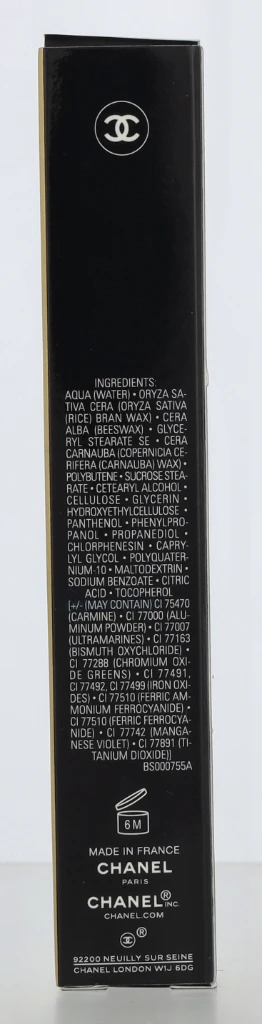 INGREDIENTS:
AQUA (WATER) • ORYZA SA-
TIVA CERA (ORYZA SATIVA
(RICE) BRAN WAX) • CERA
ALBA (BEESWAX) • GLYCE-
RYL STEARATE SE • CERA
CARNAUBA (COPERNICIA CE-
RIFERA (CARNAUBA) WAX) •
POLYBUTENE • SUCROSE STEA-
RATE • CETEARYL ALCOHOL •
CELLULOSE • GLYCERIN •
HYDROXYETHYLCELLULOSE •
PANTHENOL • PHENYLPRO-
PANOL • PROPANEDIOL •
CHLORPHENESIN • CAPRY-
LYL GLYCOL • POLYQUATER-
NIUM-10 • MALTODEXTRIN •
SODIUM BENZOATE • CITRIC
ACID • TOCOPHEROL
[+/- (MAY CONTAIN) CI 75470
(CARMINE) • CI 77000 (ALU-
MINUM POWDER) • CI 77007
(ULTRAMARINES) • CI 77163
(BISMUTH OXYCHLORIDE) •
CI 77288 (CHROMIUM OXI-
DE GREENS) • CI 77491,
CI 77492, CI 77499 (IRON OXI-
DES) • CI 77510 (FERRIC AM-
MONIUM FERROCYANIDE) •
CI 77510 (FERRIC FERROCYA-
NIDE) • CI 77742 (MANGA-
NESE VIOLET) • CI 77891 (TI-
TANIUM DIOXIDE)]
BS000755A
6 M
MADE IN FRANCE
CHANEL
PARIS
CHANEL® INC.
CHANEL.COM
®
92200 NEUILLY SUR SEINE
CHANEL LONDON W1J 6DG